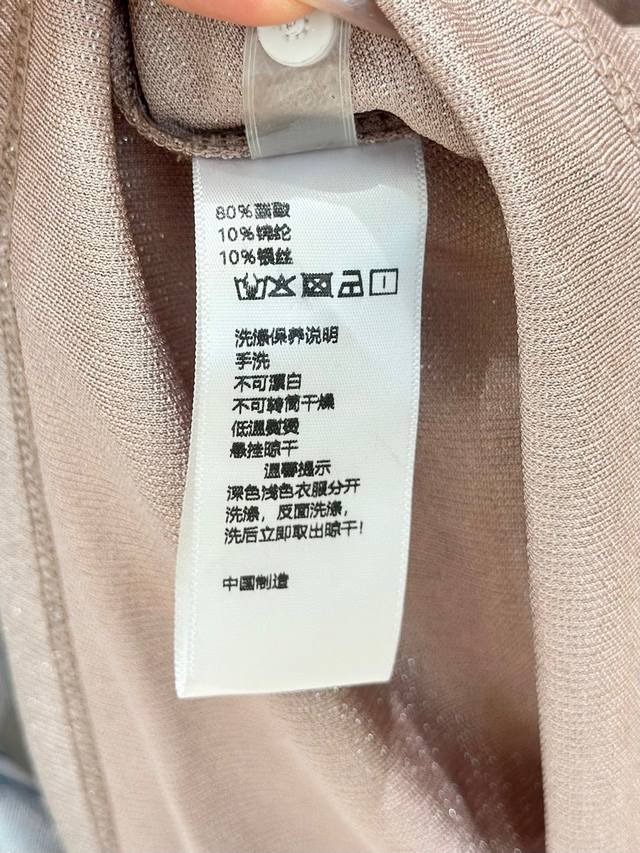 80%
10%锦纶
10%银丝
洗涤保养说明
手洗
不可漂白
不可转筒干燥
低温熨烫
悬挂晾干
温馨提示
深色浅色衣服分开
洗涤，反面洗涤，
洗后立即取出晾干！
中国制造